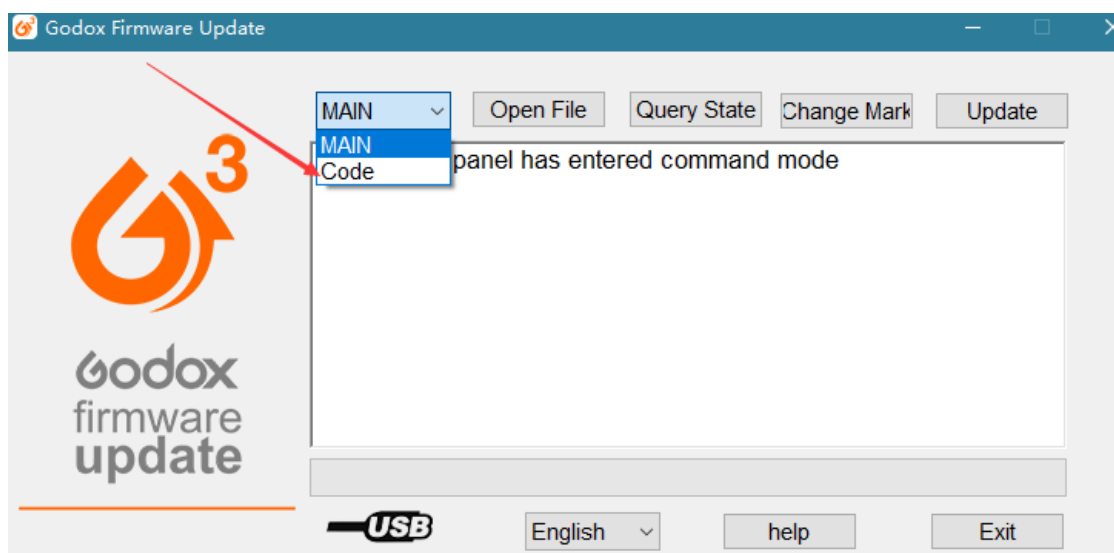 Godox Firmware Update
MAIN Open File Query State Change Mark Update
MAIN
panel has entered command mode
Code
3
Godox
firmware
update
USB English help Exit